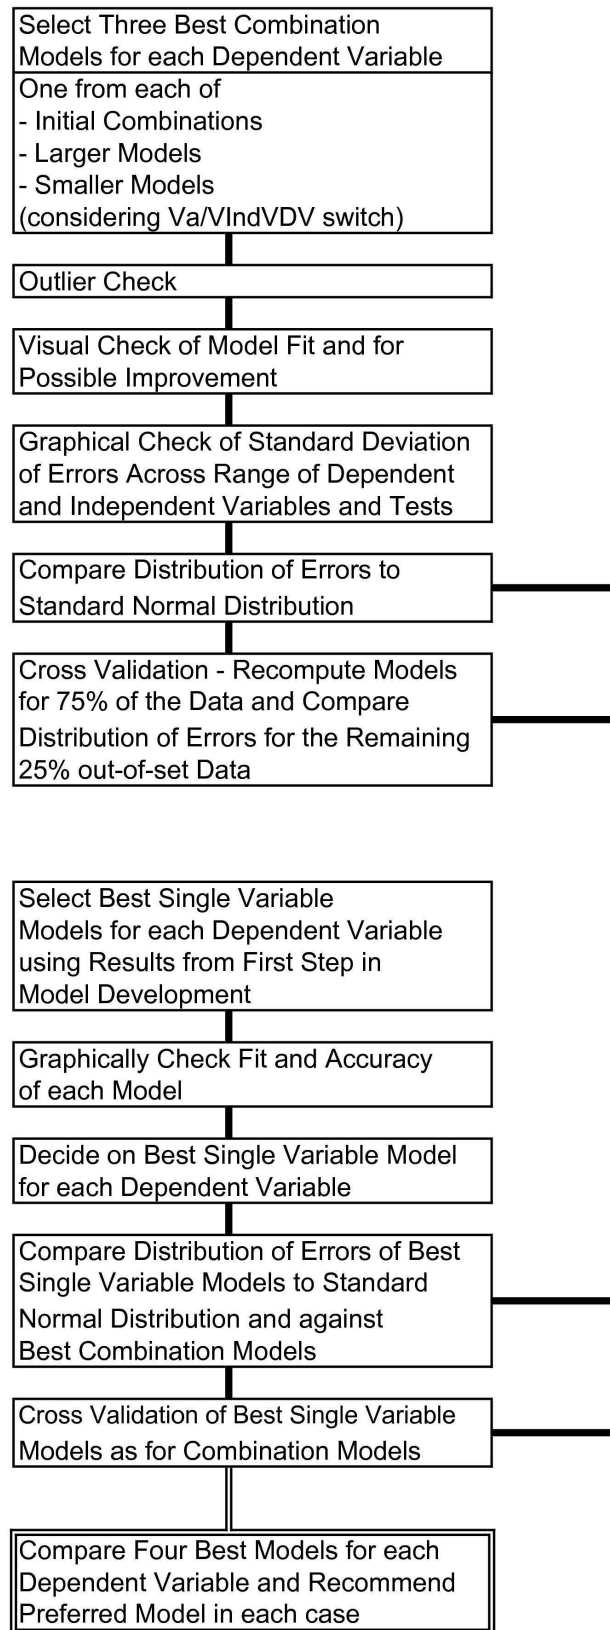 Select Three Best Combination
Models for each Dependent Variable
One from each of
- Initial Combinations
- Larger Models
- Smaller Models
(considering Va/VIndVDV switch)
Outlier Check
Visual Check of Model Fit and for
Possible Improvement
Graphical Check of Standard Deviation
of Errors Across Range of Dependent
and Independent Variables and Tests
Compare Distribution of Errors to
Standard Normal Distribution
Cross Validation - Recompute Models
for 75% of the Data and Compare
Distribution of Errors for the Remaining
25% out-of-set Data
Select Best Single Variable
Models for each Dependent Variable
using Results from First Step in
Model Development
Graphically Check Fit and Accuracy
of each Model
Decide on Best Single Variable Model
for each Dependent Variable
Compare Distribution of Errors of Best
Single Variable Models to Standard
Normal Distribution and against
Best Combination Models
Cross Validation of Best Single Variable
Models as for Combination Models
Compare Four Best Models for each
Dependent Variable and Recommend
Preferred Model in each case